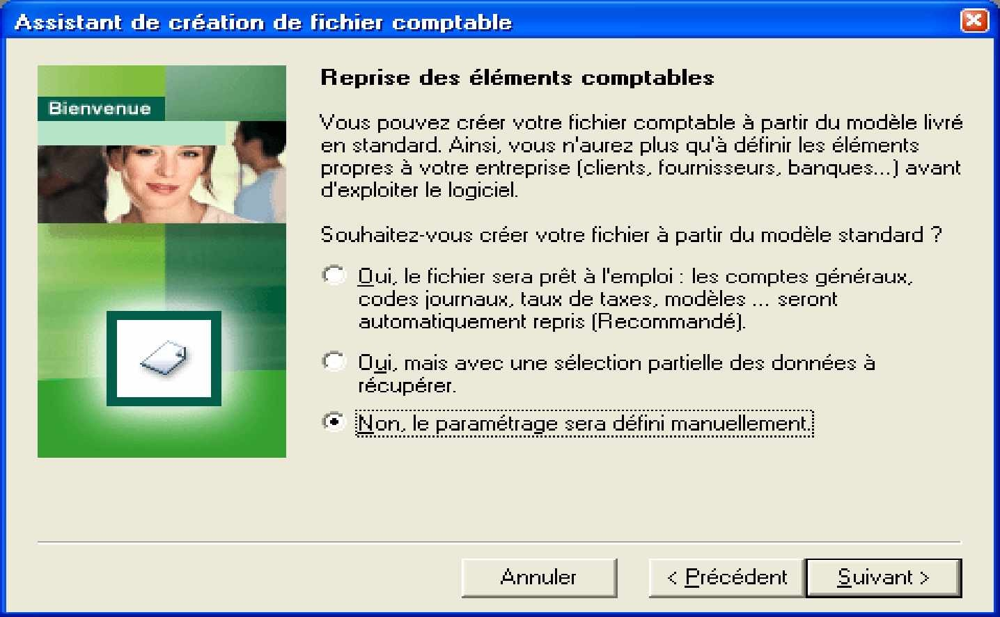 Assistant de création de fichier comptable
Bienvenue
Reprise des éléments comptables
Vous pouvez créer votre fichier comptable à partir du modèle livré
en standard. Ainsi, vous n'aurez plus qu'à définir les éléments
propres à votre entreprise (clients, fournisseurs, banques...) avant
d'exploiter le logiciel.
Souhaitez-vous créer votre fichier à partir du modèle standard ?
Oui, le fichier sera prêt à l'emploi : les comptes généraux,
codes journaux, taux de taxes, modèles ... seront
automatiquement repris (Recommandé).
Oui, mais avec une sélection partielle des données à
récupérer.
Non, le paramétrage sera défini manuellement.
Annuler
< Précédent
Suivant >